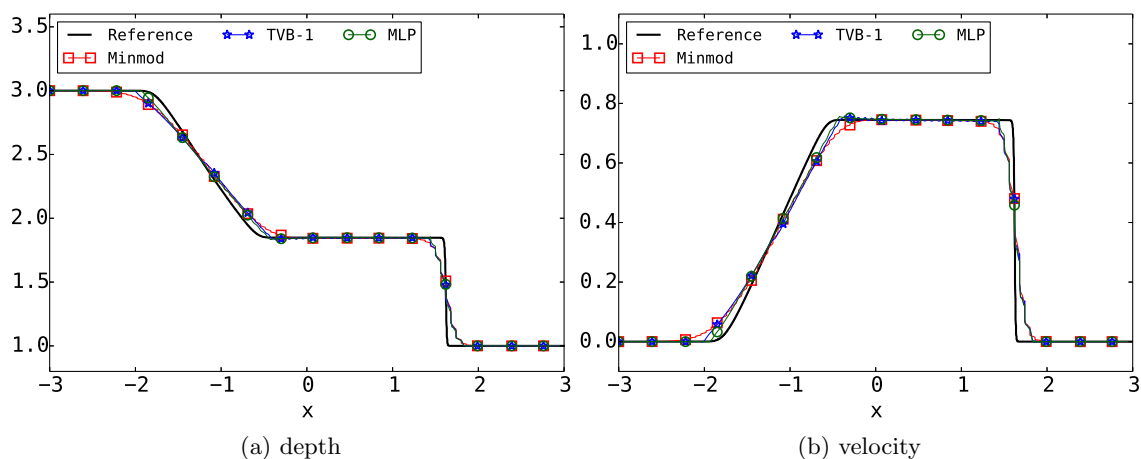 3.5
3.0
2.5
2.0
1.5
1.0
Reference TVB-1 MLP
Minmod
−3 −2 −1 0 1 2 3
x
(a) depth
1.0
0.8
0.6
0.4
0.2
0.0
Reference TVB-1 MLP
Minmod
−3 −2 −1 0 1 2 3
x
(b) velocity